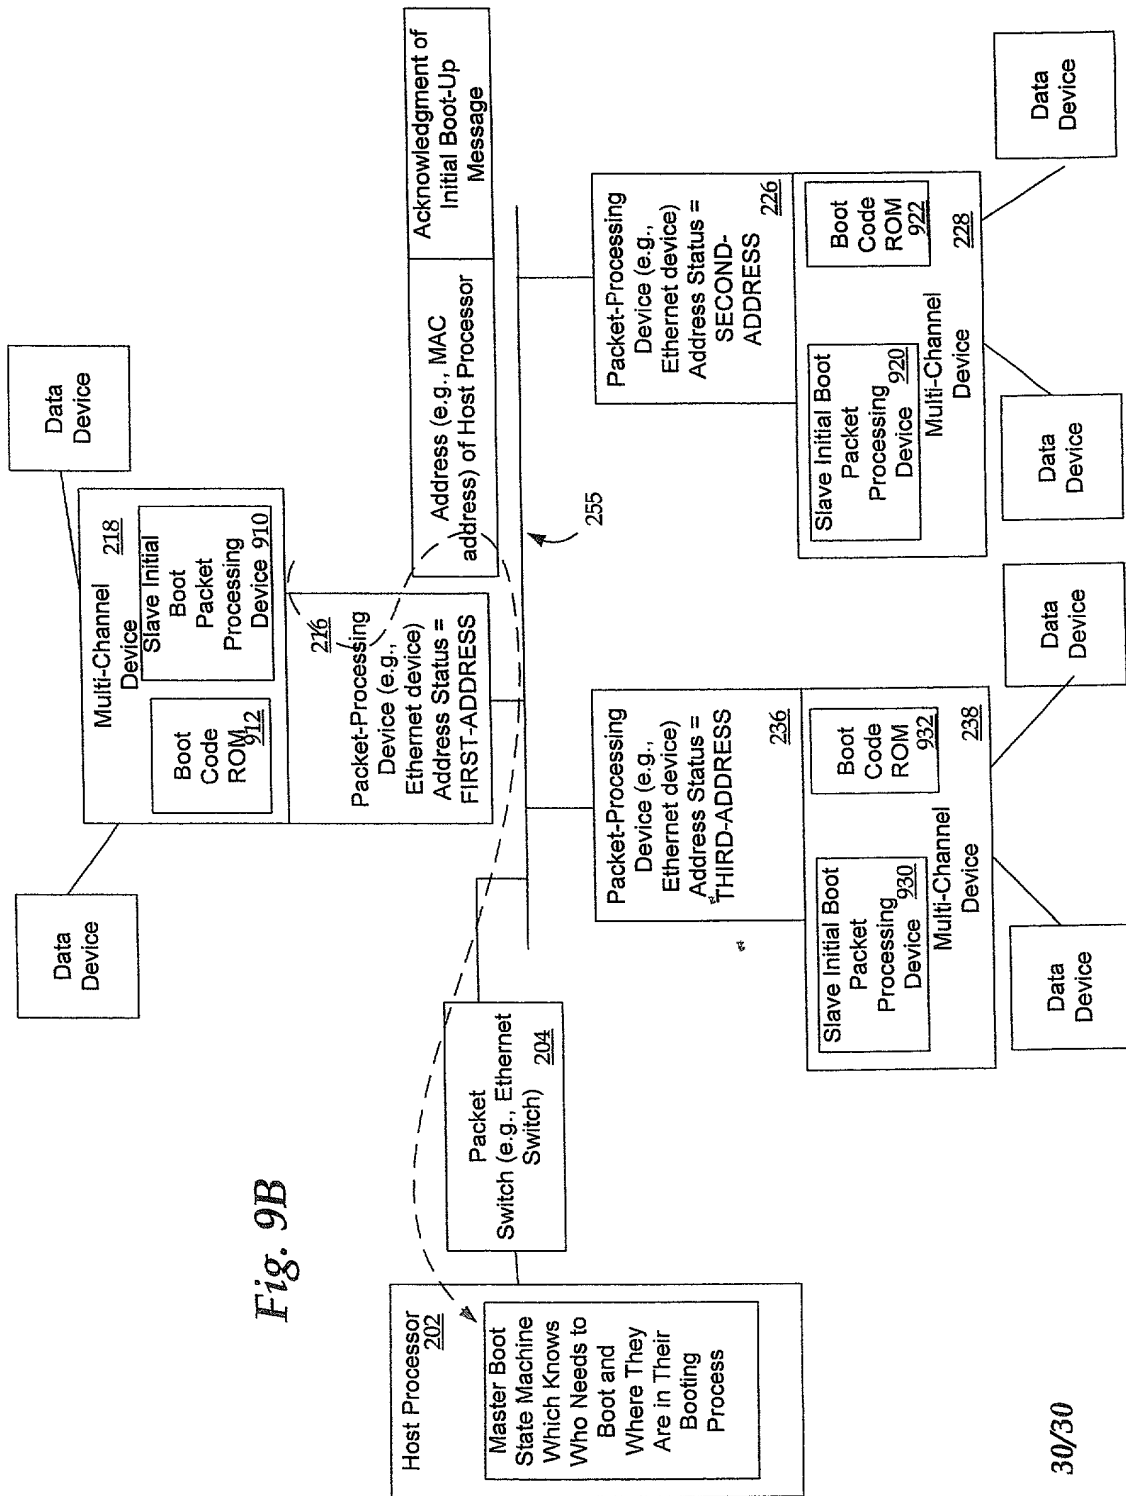 Fig. 9B
Host Processor
202
Master Boot
State Machine
Which Knows
Who Needs to
Boot and
Where They
Are in Their
Booting
Process
Packet
Switch (e.g., Ethernet
Switch)
204
Data
Device
Data
Device
Multi-Channel
Device
218
Boot
Code
ROM
912
Slave Initial
Boot
Packet
Processing
Device 910
216
Packet-Processing
Device (e.g.,
Ethernet device)
Address Status =
FIRST-ADDRESS
Address (e.g., MAC
address) of Host Processor
Acknowledgment of
Initial Boot-Up
Message
255
Packet-Processing
Device (e.g.,
Ethernet device)
Address Status =
THIRD-ADDRESS
236
Slave Initial Boot
Packet
Processing
Device 930
Boot
Code
ROM
932
Multi-Channel
Device
238
Data
Device
Data
Device
Packet-Processing
Device (e.g.,
Ethernet device)
Address Status =
SECOND-
ADDRESS
226
Slave Initial Boot
Packet
Processing
Device 920
Boot
Code
ROM
922
Multi-Channel
Device
228
Data
Device
Data
Device
30/30